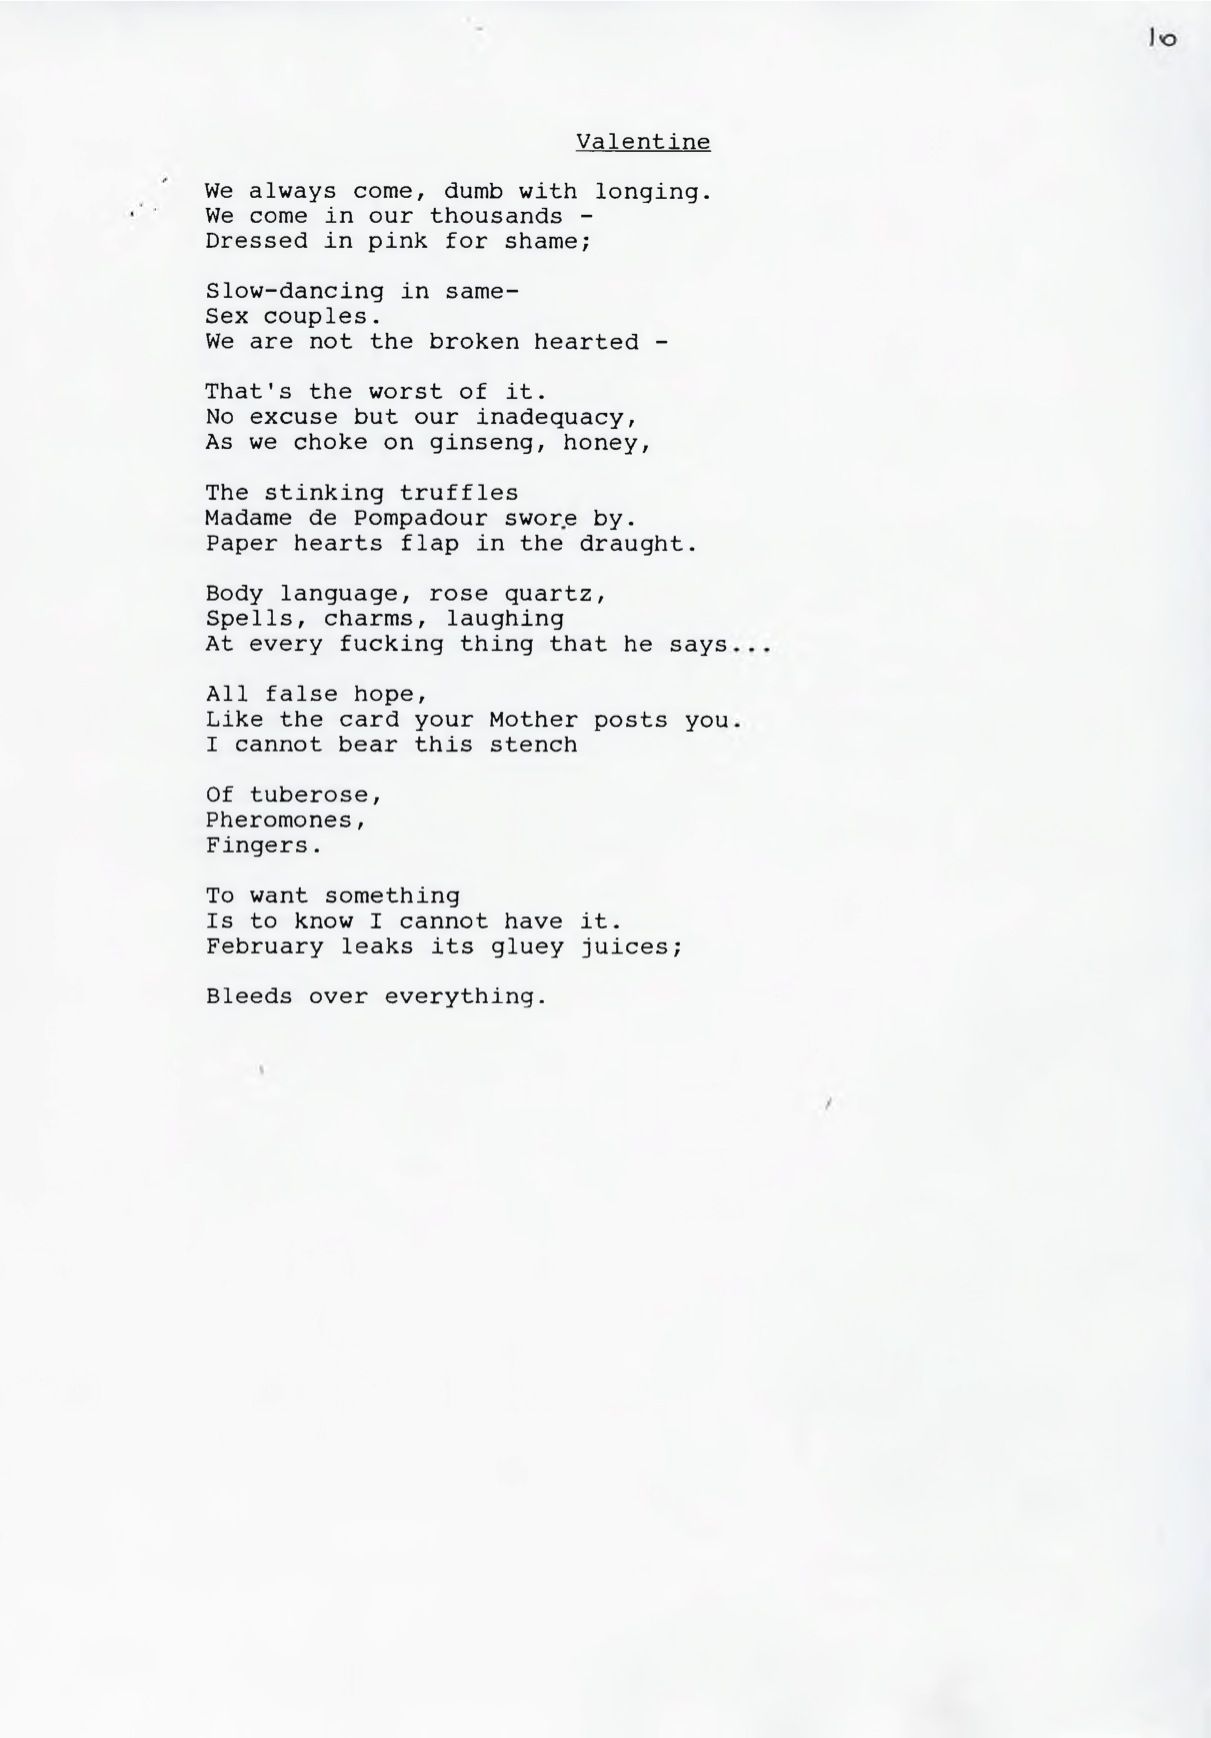 10
Valentine
We always come, dumb with longing.
We come in our thousands -
Dressed in pink for shame;
Slow-dancing in same-
Sex couples.
We are not the broken hearted -
That's the worst of it.
No excuse but our inadequacy,
As we choke on ginseng, honey,
The stinking truffles
Madame de Pompadour swore by.
Paper hearts flap in the draught.
Body language, rose quartz,
Spells, charms, laughing
At every fucking thing that he says...
All false hope,
Like the card your Mother posts you.
I cannot bear this stench
Of tuberose,
Pheromones,
Fingers.
To want something
Is to know I cannot have it.
February leaks its gluey juices;
Bleeds over everything.